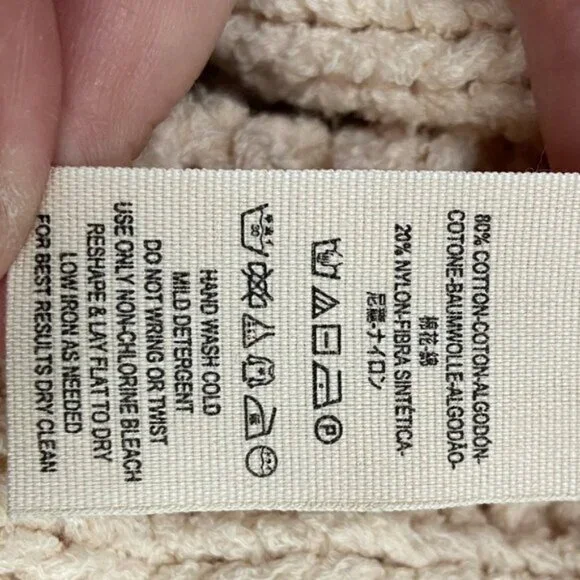 80% COTTON-COTON-ALGODÓN-
COTONE-BAUMWOLLE-ALGODÃO-
棉花-綿
20% NYLON-FIBRA SINTÉTICA-
尼龍-ナイロン
P
30
HAND WASH COLD
MILD DETERGENT
DO NOT WRING OR TWIST
USE ONLY NON-CHLORINE BLEACH
RESHAPE & LAY FLAT TO DRY
LOW IRON AS NEEDED
FOR BEST RESULTS DRY CLEAN